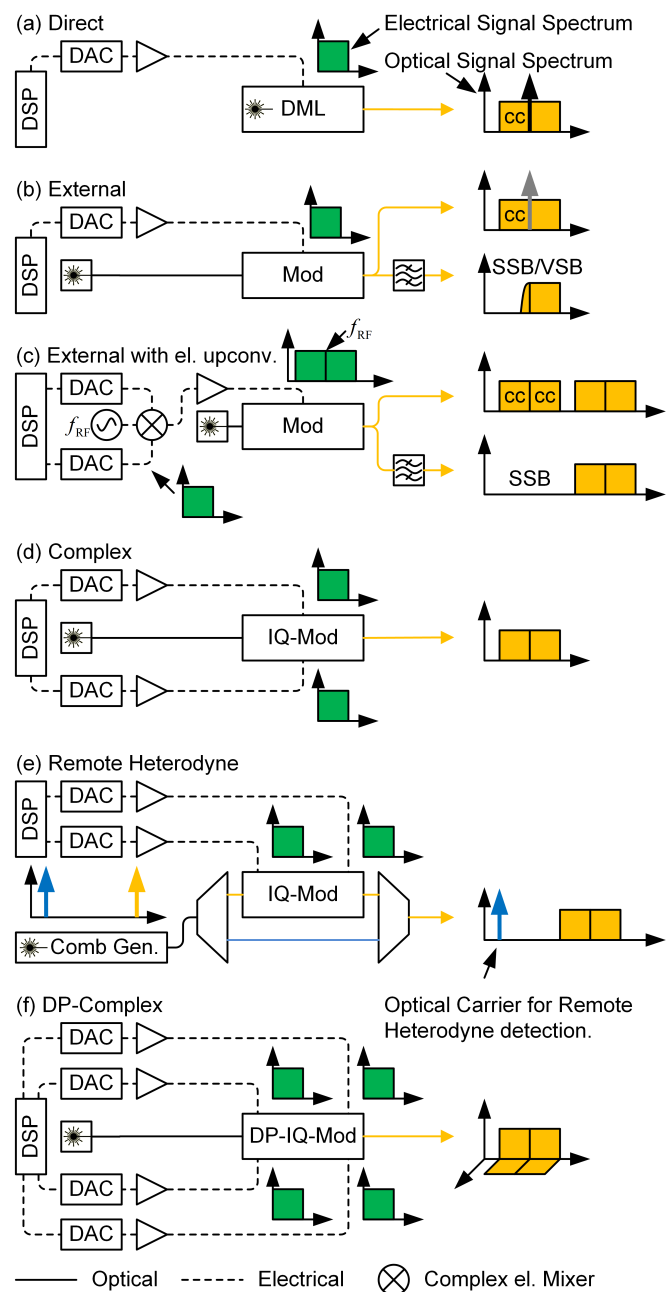 (a) Direct
Electrical Signal Spectrum
DAC
Optical Signal Spectrum
DSP
DML
cc
(b) External
DAC
cc
DSP
Mod
SSB/VSB
fRF
(c) External with el. upconv.
DAC
DSP
fRF
Mod
cc cc
DAC
SSB
(d) Complex
DAC
DSP
IQ-Mod
DAC
(e) Remote Heterodyne
DAC
DSP
DAC
IQ-Mod
Comb Gen.
Optical Carrier for Remote
Heterodyne detection.
(f) DP-Complex
DAC
DAC
DSP
DP-IQ-Mod
DAC
DAC
Optical
Electrical
Complex el. Mixer